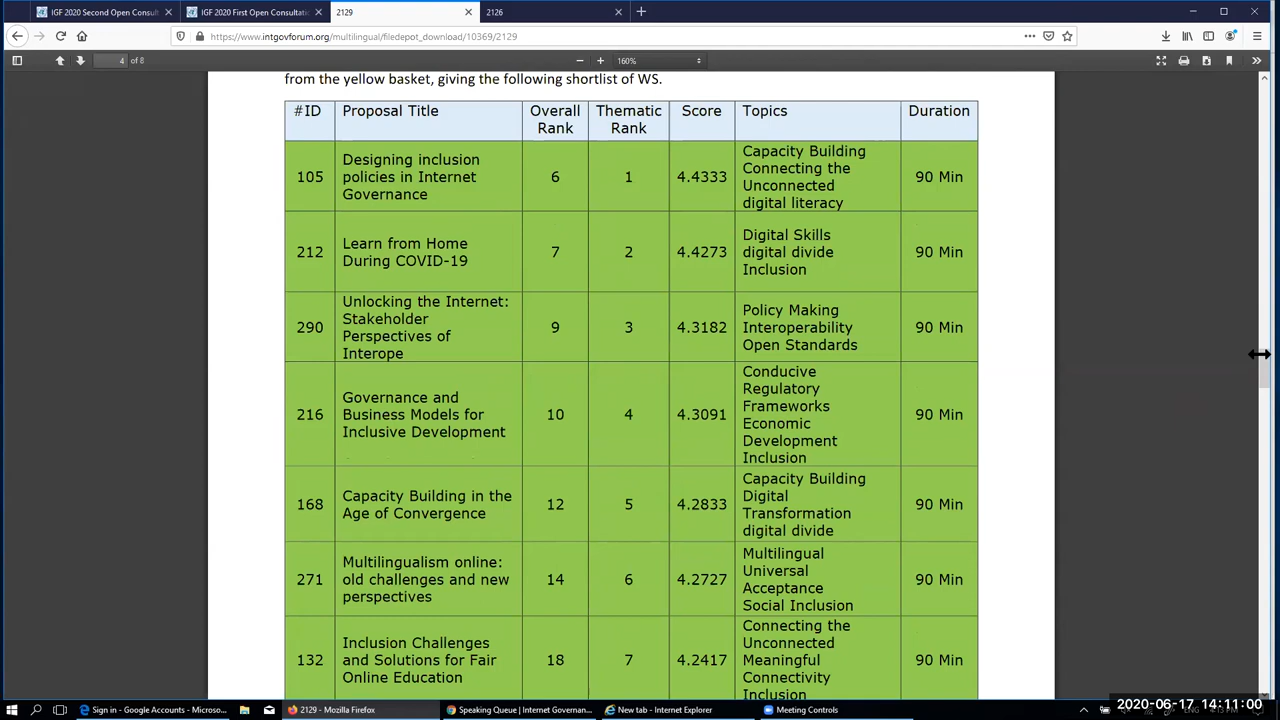 IGF 2020 Second Open Consult
IGF 2020 First Open Consultati
2129
2126
https://www.intgovforum.org/multilingual/filedepot_download/10369/2129
4 of 8
160%
from the yellow basket, giving the following shortlist of WS.
#ID Proposal Title Overall Rank Thematic Rank Score Topics Duration
105
Designing inclusion
policies in Internet
Governance
6
1
4.4333
Capacity Building
Connecting the
Unconnected
digital literacy
90 Min
212
Learn from Home
During COVID-19
7
2
4.4273
Digital Skills
digital divide
Inclusion
90 Min
290
Unlocking the Internet:
Stakeholder
Perspectives of
Interope
9
3
4.3182
Policy Making
Interoperability
Open Standards
90 Min
216
Governance and
Business Models for
Inclusive Development
10
4
4.3091
Conducive
Regulatory
Frameworks
Economic
Development
Inclusion
90 Min
168
Capacity Building in the
Age of Convergence
12
5
4.2833
Capacity Building
Digital
Transformation
digital divide
90 Min
271
Multilingualism online:
old challenges and new
perspectives
14
6
4.2727
Multilingual
Universal
Acceptance
Social Inclusion
90 Min
132
Inclusion Challenges
and Solutions for Fair
Online Education
18
7
4.2417
Connecting the
Unconnected
Meaningful
Connectivity
Inclusion
90 Min
Sign in - Google Accounts - Microso...
2129 - Mozilla Firefox
Speaking Queue | Internet Governan...
New tab - Internet Explorer
Meeting Controls
2020-06-17 14:11:00